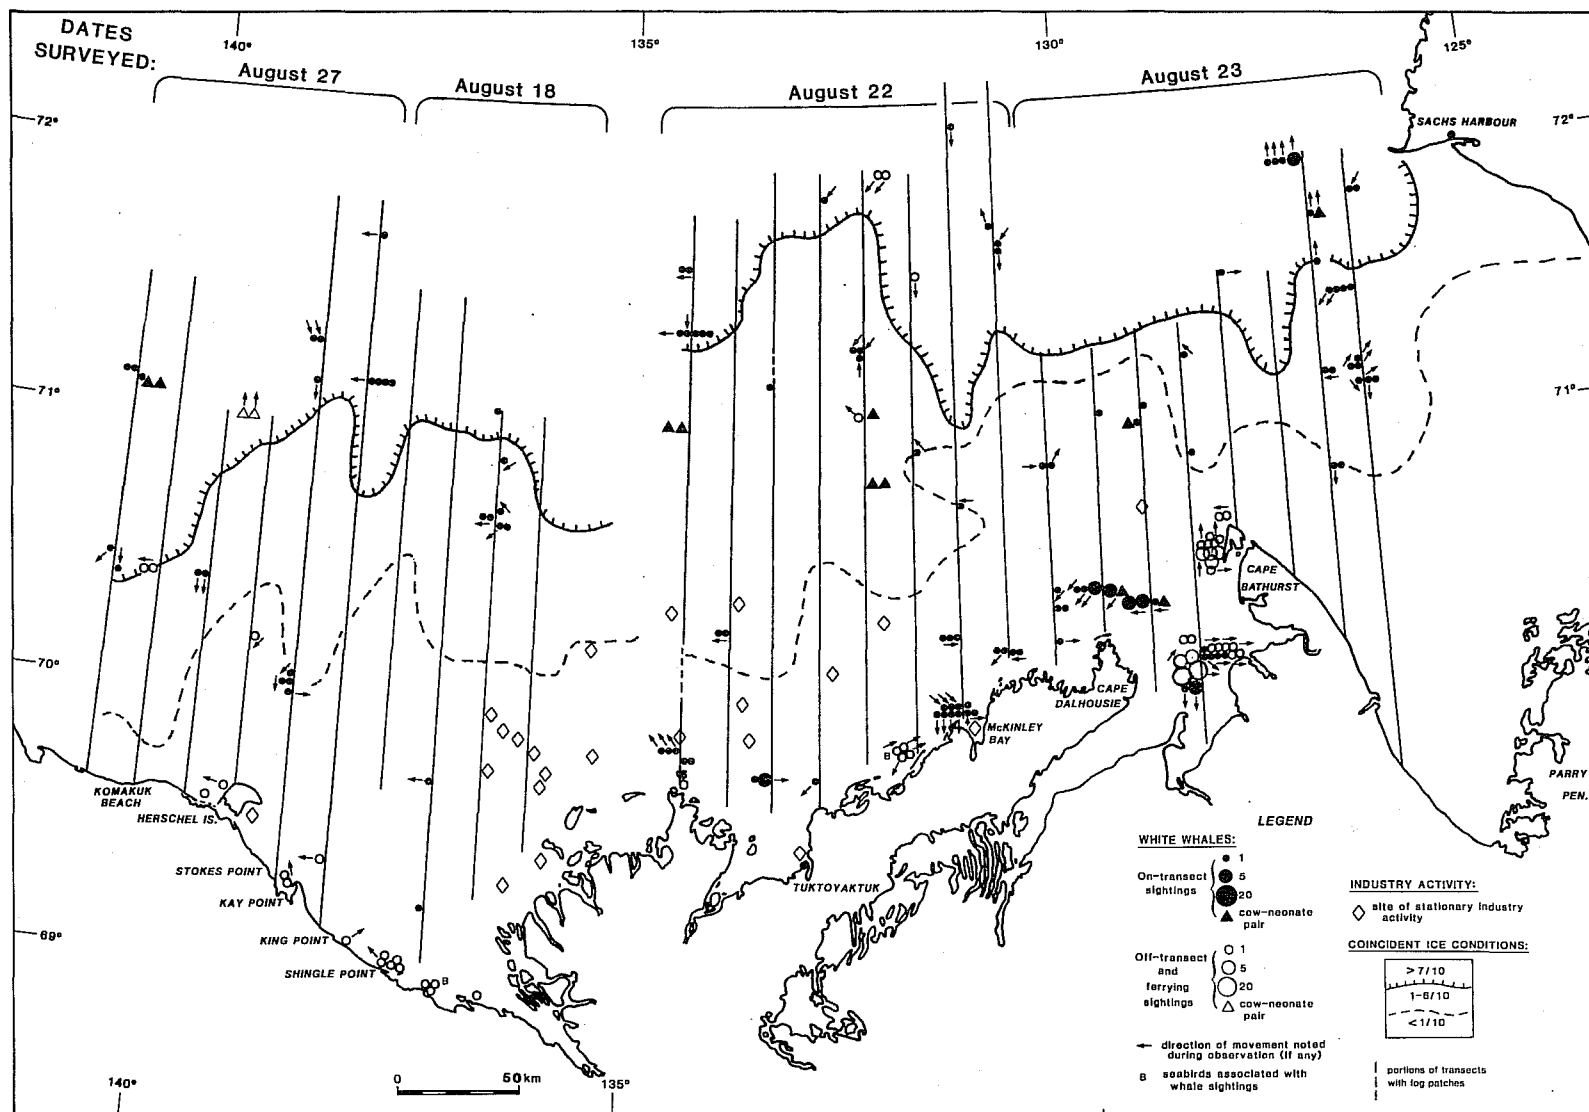 DATES
SURVEYED:
140°
135°
130°
125°
August 27
August 18
August 22
August 23
72°
72°
SACHS HARBOUR
71°
71°
CAPE
BATHURST
70°
70°
CAPE
DALHOUSIE
McKINLEY
BAY
B
KOMAKUK
BEACH
HERSCHEL IS.
PARRY
PEN.
STOKES POINT
KAY POINT
TUKTOYAKTUK
KING POINT
SHINGLE POINT
B
69°
69°
LEGEND
WHITE WHALES:
On-transect
sightings
1
5
20
cow-neonate
pair
Off-transect
and
ferrying
sightings
1
5
20
cow-neonate
pair
direction of movement noted
during observation (if any)
B seabirds associated with
whale sightings
INDUSTRY ACTIVITY:
site of stationary industry
activity
COINCIDENT ICE CONDITIONS:
>7/10
1-6/10
<1/10
portions of transects
with fog patches
0 50km
140°
135°